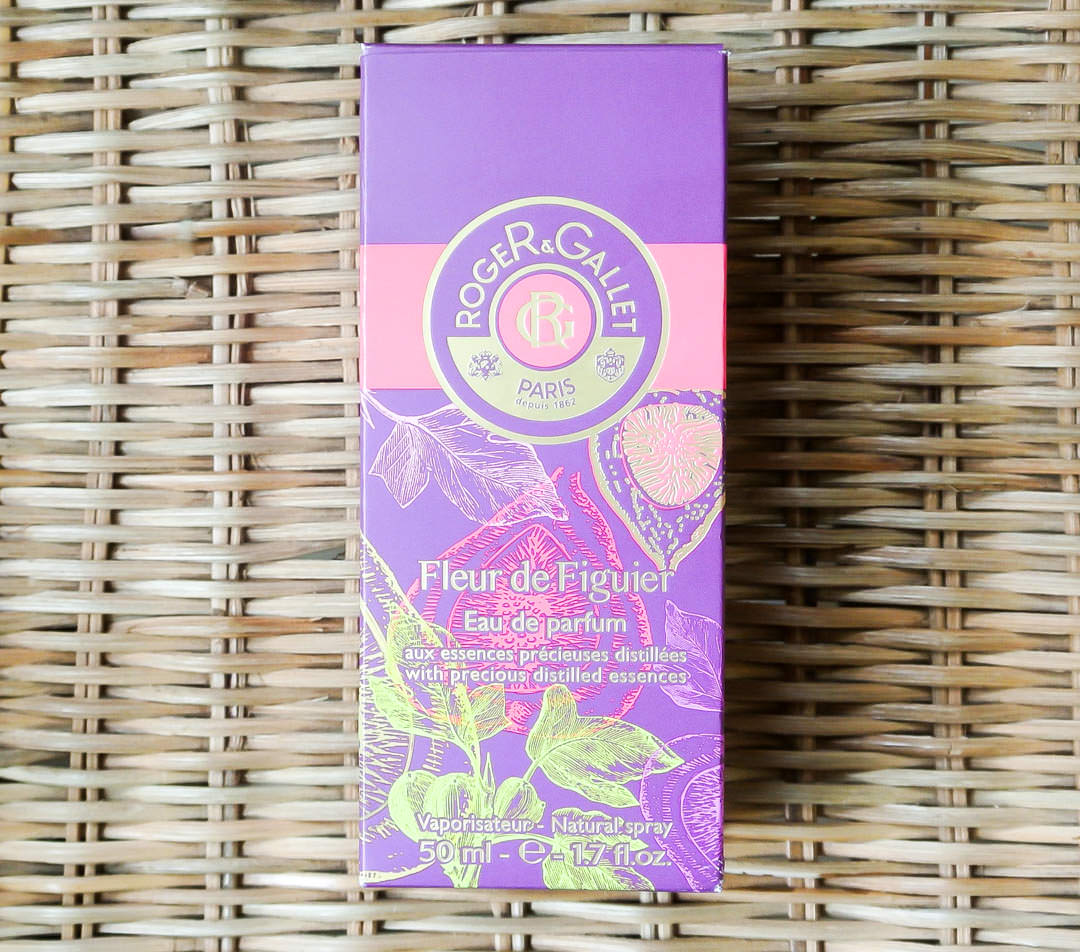 ROGER & GALLET
RG
PARIS
depuis 1862
Fleur de Figuier
Eau de parfum
aux essences précieuses distillées
with precious distilled essences
Vaporisateur - Natural spray
50 ml - ℮ - 1.7 fl.oz.